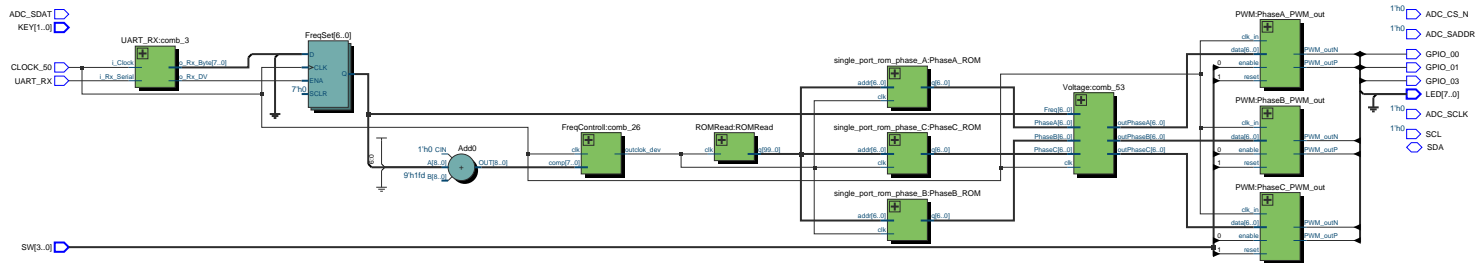 ADC_SDAT
KEY[1..0]
CLOCK_50
UART_RX
SW[3..0]
UART_RX:comb_3
i_Clock
i_Rx_Serial
o_Rx_Byte[7..0]
o_Rx_DV
FreqSet[6..0]
D
CLK
ENA
SCLR
Q
7'h0
6:0
Add0
1'h0 CIN
A[8..0]
9'h1fd B[8..0]
OUT[8..0]
+
FreqControll:comb_26
clk
comp[7..0]
outclok_dev
ROMRead:ROMRead
clk
q[99..0]
single_port_rom_phase_A:PhaseA_ROM
addr[6..0]
clk
q[6..0]
single_port_rom_phase_C:PhaseC_ROM
addr[6..0]
clk
q[6..0]
single_port_rom_phase_B:PhaseB_ROM
addr[6..0]
clk
q[6..0]
Voltage:comb_53
Freq[6..0]
PhaseA[6..0]
PhaseB[6..0]
PhaseC[6..0]
clk
outPhaseA[6..0]
outPhaseB[6..0]
outPhaseC[6..0]
PWM:PhaseA_PWM_out
clk_in
data[6..0]
0 enable
1 reset
PWM_outN
PWM_outP
PWM:PhaseB_PWM_out
clk_in
data[6..0]
0 enable
1 reset
PWM_outN
PWM_outP
PWM:PhaseC_PWM_out
clk_in
data[6..0]
0 enable
1 reset
PWM_outN
PWM_outP
1'h0 ADC_CS_N
1'h0 ADC_SADDR
GPIO_00
GPIO_01
GPIO_03
LED[7..0]
1'h0 ADC_SCLK
1'h0 SCL
SDA